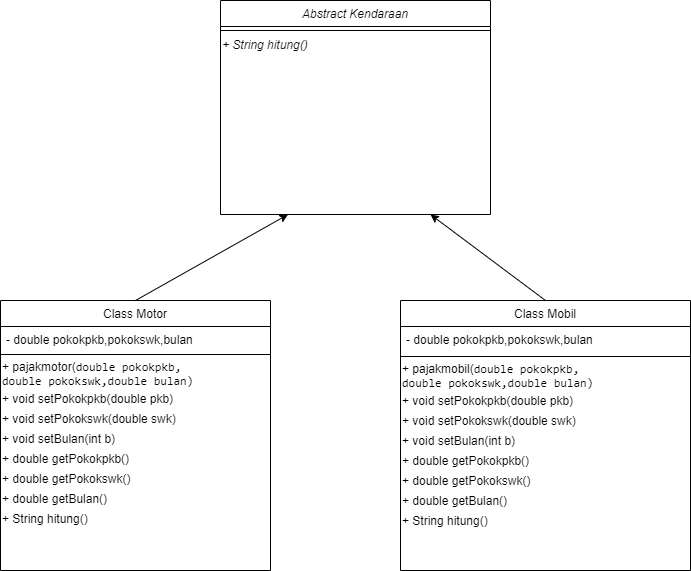 Abstract Kendaraan
+ String hitung()
Class Motor
- double pokokpkb,pokokswk,bulan
+ pajakmotor(double pokokpkb,
double pokokswk,double bulan)
+ void setPokokpkb(double pkb)
+ void setPokokswk(double swk)
+ void setBulan(int b)
+ double getPokokpkb()
+ double getPokokswk()
+ double getBulan()
+ String hitung()
Class Mobil
- double pokokpkb,pokokswk,bulan
+ pajakmobil(double pokokpkb,
double pokokswk,double bulan)
+ void setPokokpkb(double pkb)
+ void setPokokswk(double swk)
+ void setBulan(int b)
+ double getPokokpkb()
+ double getPokokswk()
+ double getBulan()
+ String hitung()